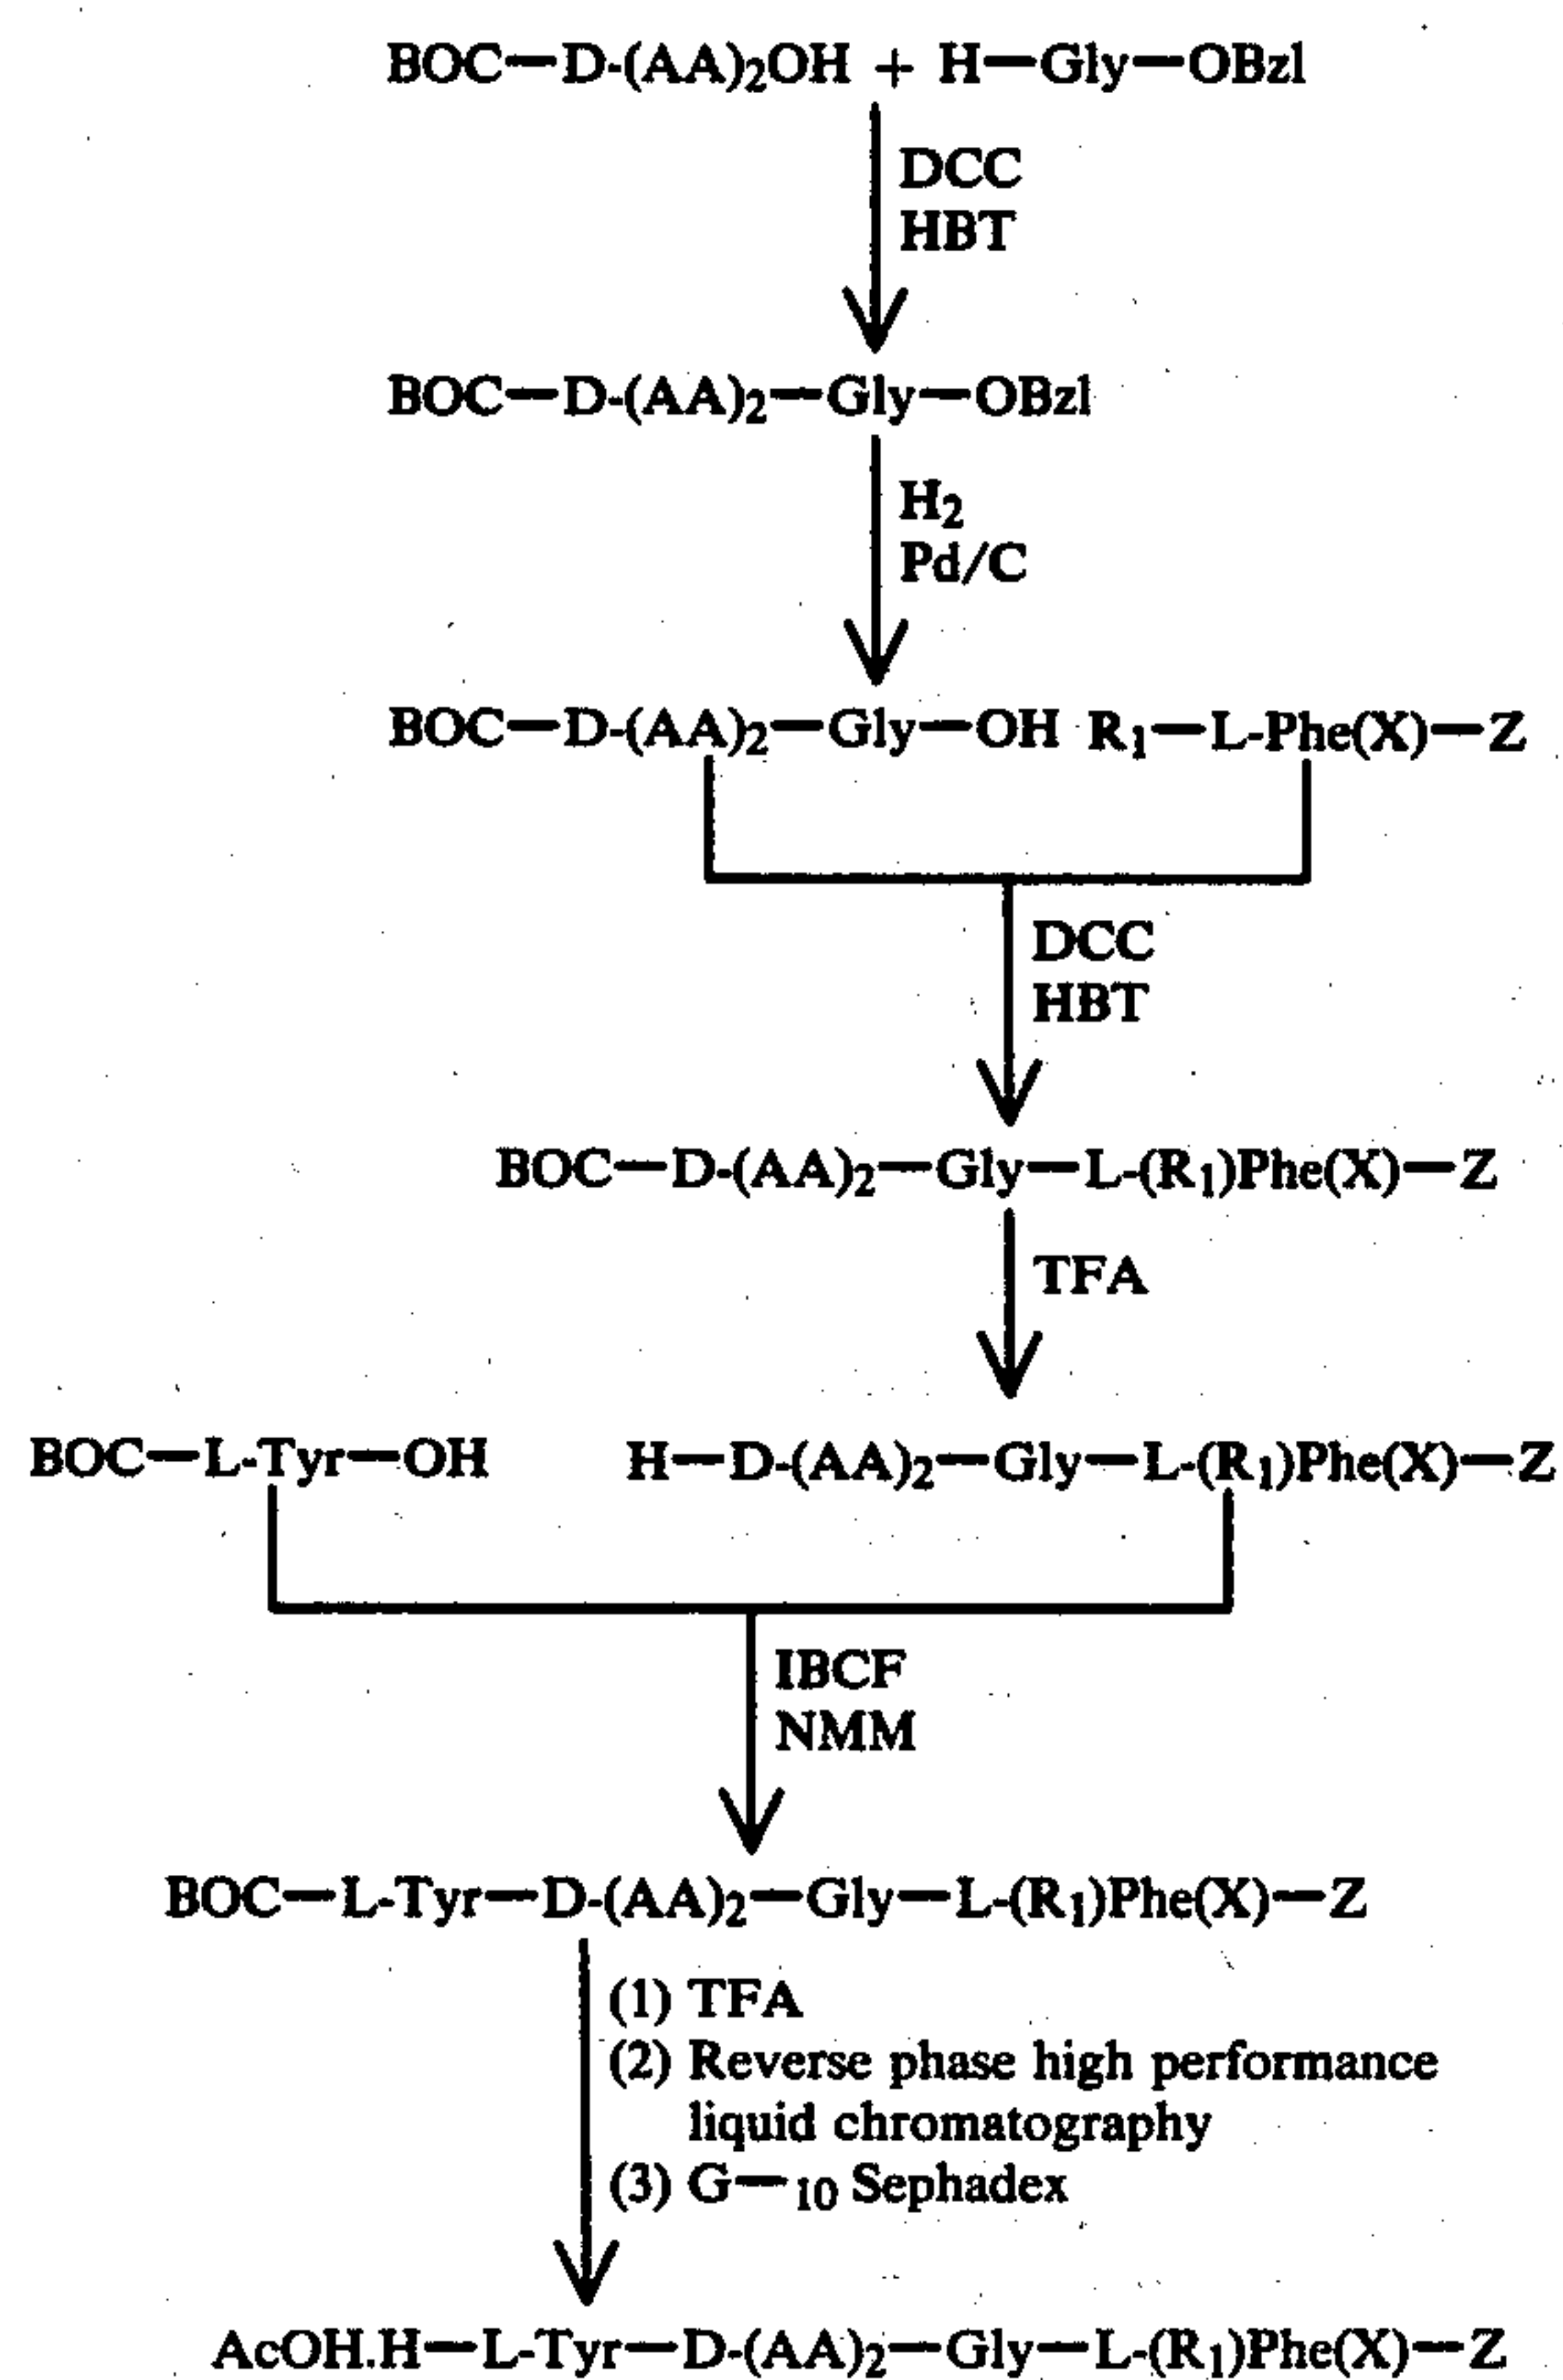 BOC—D-(AA)₂OH + H—Gly—OBzl
DCC
HBT
BOC—D-(AA)₂—Gly—OBzl
H₂
Pd/C
BOC—D-(AA)₂—Gly—OH R₁—L-Phe(X)—Z
DCC
HBT
BOC—D-(AA)₂—Gly—L-(R₁)Phe(X)—Z
TFA
BOC—L-Tyr—OH H—D-(AA)₂—Gly—L-(R₁)Phe(X)—Z
IBCF
NMM
BOC—L-Tyr—D-(AA)₂—Gly—L-(R₁)Phe(X)—Z
(1) TFA
(2) Reverse phase high performance
liquid chromatography
(3) G—₁₀ Sephadex
AcOH.H—L-Tyr—D-(AA)₂—Gly—L-(R₁)Phe(X)—Z